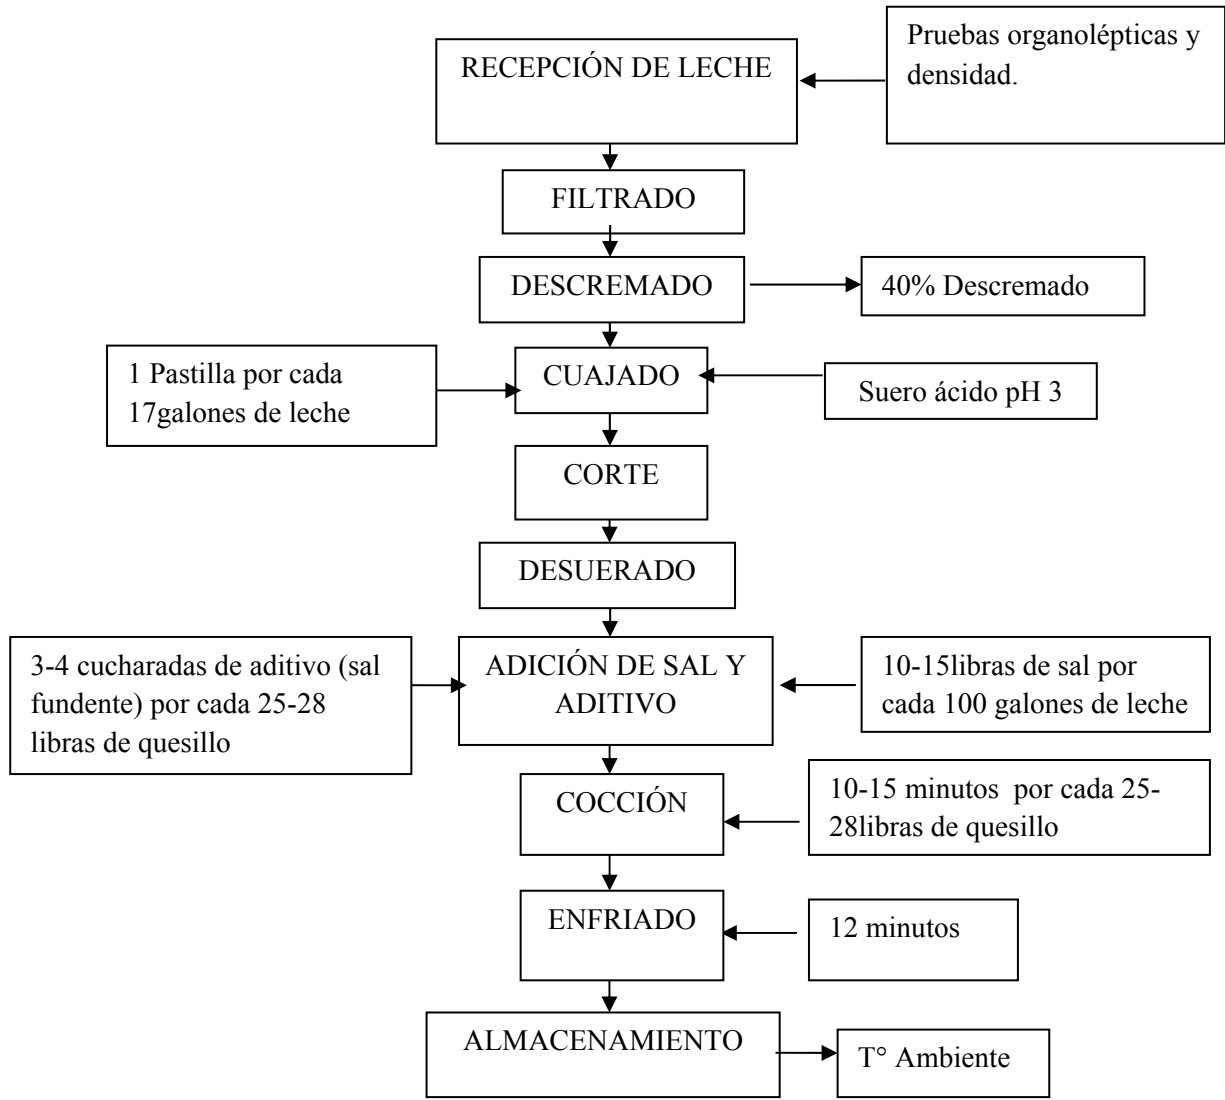 RECEPCIÓN DE LECHE
Pruebas organolépticas y
densidad.
FILTRADO
DESCREMADO
40% Descremado
1 Pastilla por cada
17galones de leche
CUAJADO
Suero ácido pH 3
CORTE
DESUERADO
3-4 cucharadas de aditivo (sal
fundente) por cada 25-28
libras de quesillo
ADICIÓN DE SAL Y
ADITIVO
10-15libras de sal por
cada 100 galones de leche
COCCIÓN
10-15 minutos  por cada 25-
28libras de quesillo
ENFRIADO
12 minutos
ALMACENAMIENTO
T° Ambiente